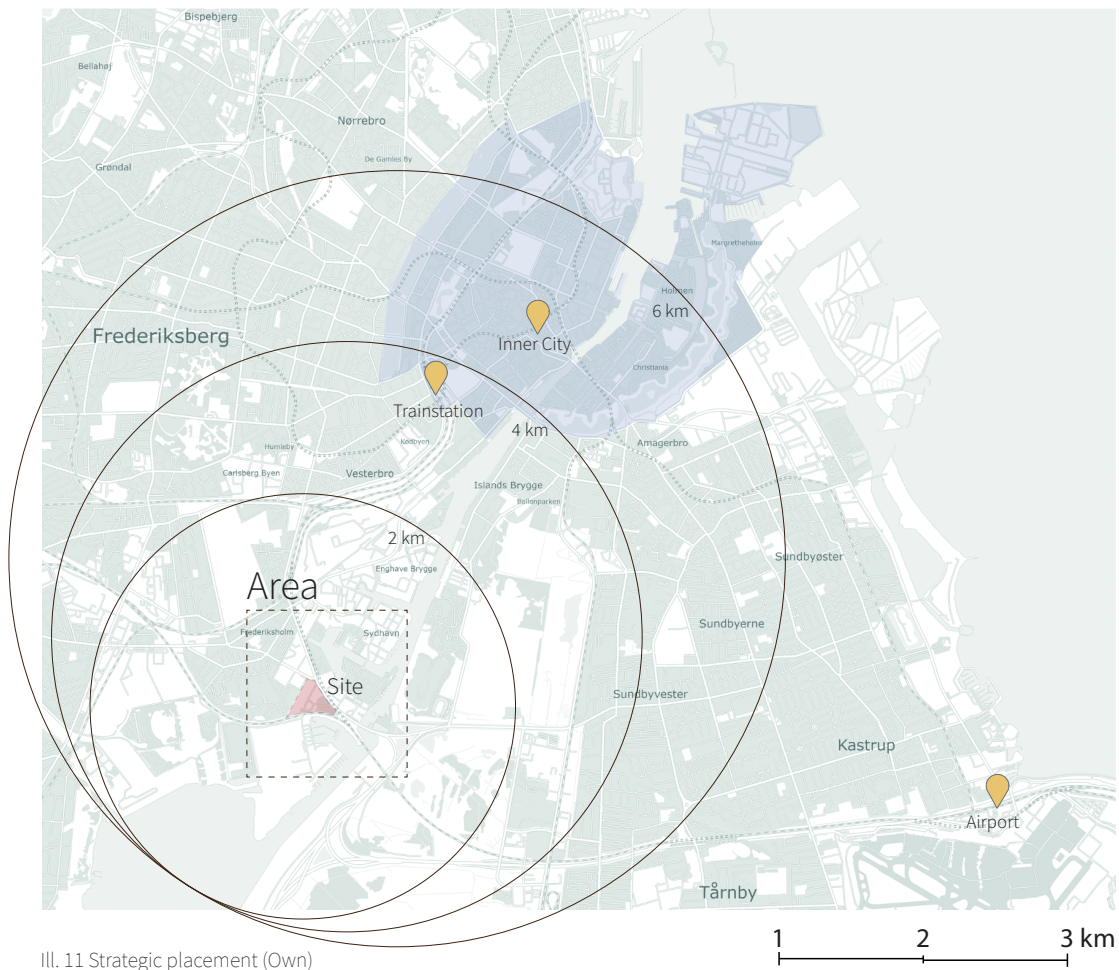 Bispebjerg
Bellahøj
Nørrebro
De Gamles By
Grøndal
Margretheholm
Holmen
6 km
Inner City
Frederiksberg
Christiania
Trainstation
4 km
Kødbyen
Amagerbro
Humleby
Carlsberg Byen
Vesterbro
Islands Brygge
Ballonparken
2 km
Sundbyøster
Enghave Brygge
Area
Frederiksholm
Sydhavn
Sundbyerne
Site
Sundbyvester
Kastrup
Airport
Tårnby
1 2 3 km
Ill. 11 Strategic placement (Own)